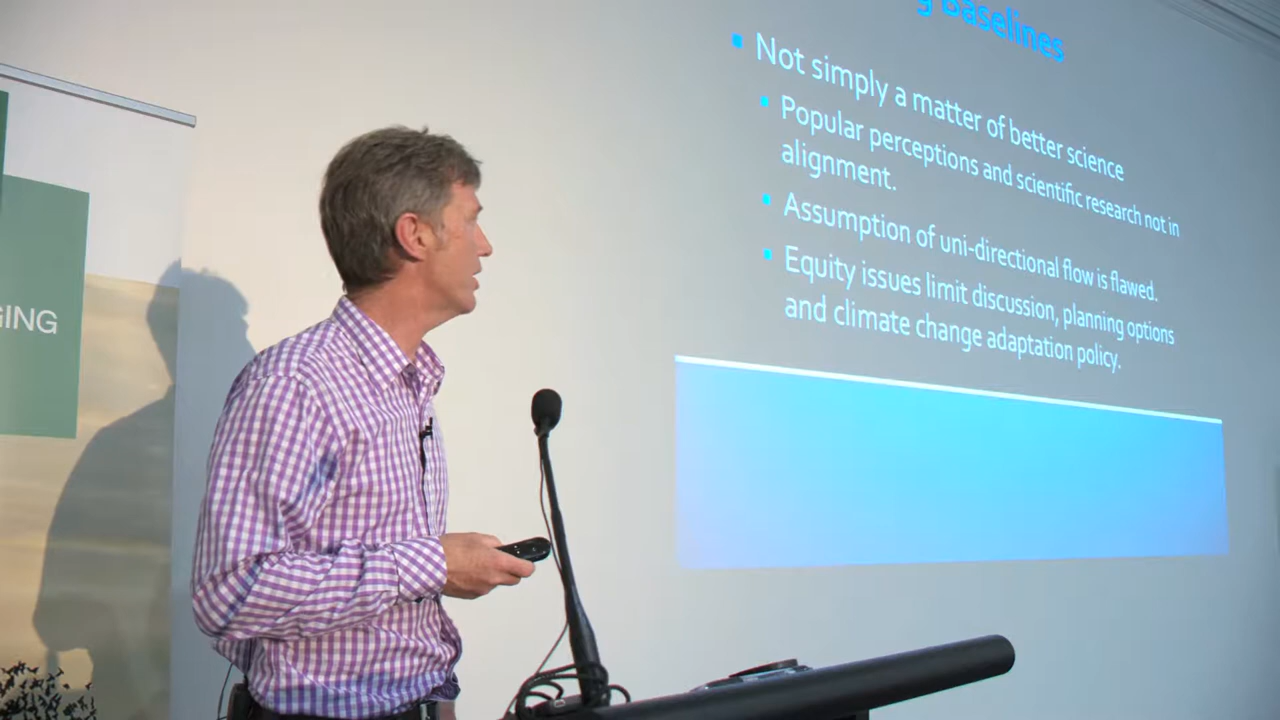 Baselines
Not simply a matter of better science
Popular perceptions and scientific research not in
alignment.
Assumption of uni-directional flow is flawed.
Equity issues limit discussion, planning options
and climate change adaptation policy.
GING